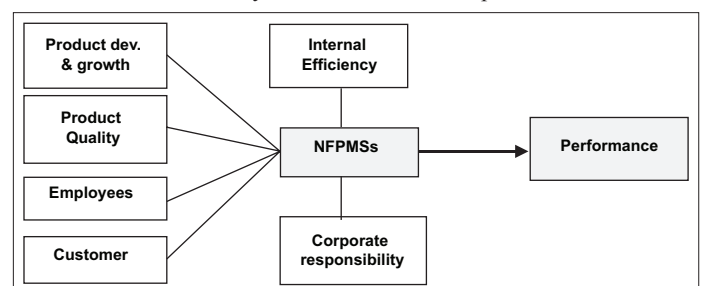 Product dev.
& growth
Internal
Efficiency
Product
Quality
NFPMSs
Performance
Employees
Customer
Corporate
responsibility